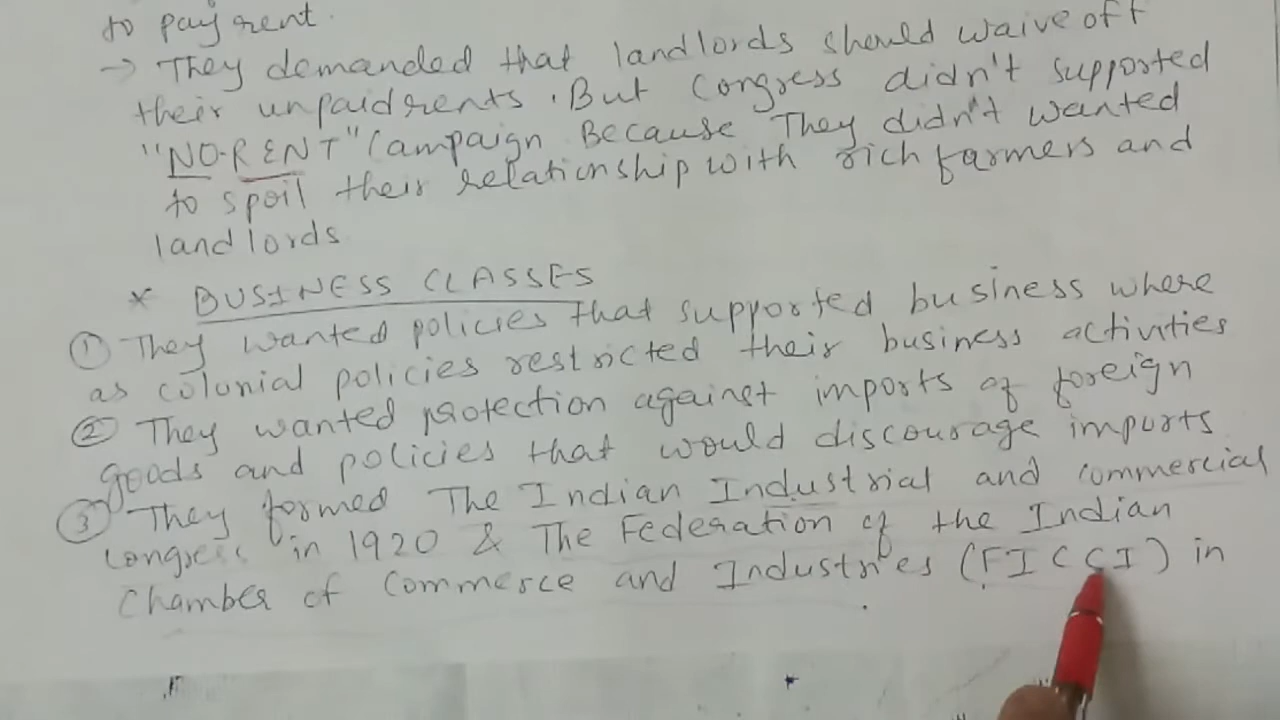 to pay rent.
→ They demanded that landlords should waive off
their unpaid rents. But Congress didn't supported
"NO-RENT" Campaign Because They didn't wanted
to spoil their relationship with rich farmers and
landlords
* BUSINESS CLASSES
① They wanted policies that supported business where
as colonial policies restricted their business activities
② They wanted protection against imports of foreign
goods and policies that would discourage imports
③ They formed The Indian Industrial and commercial
Congress in 1920 & The Federation of the Indian
Chamber of Commerce and Industries (FICCI) in